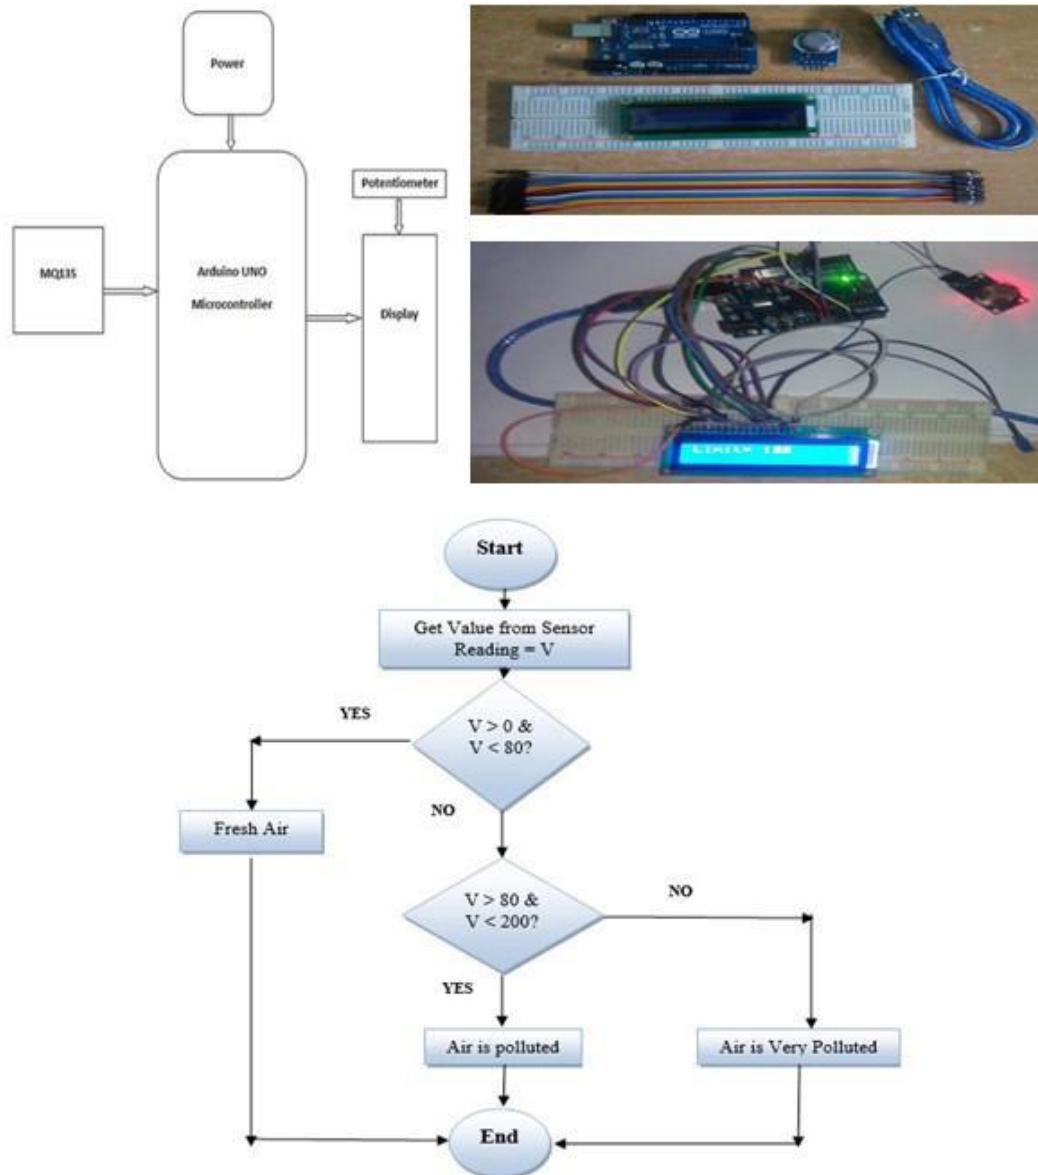 Power
Potentiometer
MQ135
Arduino UNO
Microcontroller
Display
Start
Get Value from Sensor
Reading = V
YES
V > 0 &
V < 80?
NO
Fresh Air
V > 80 &
V < 200?
NO
YES
Air is polluted
Air is Very Polluted
End